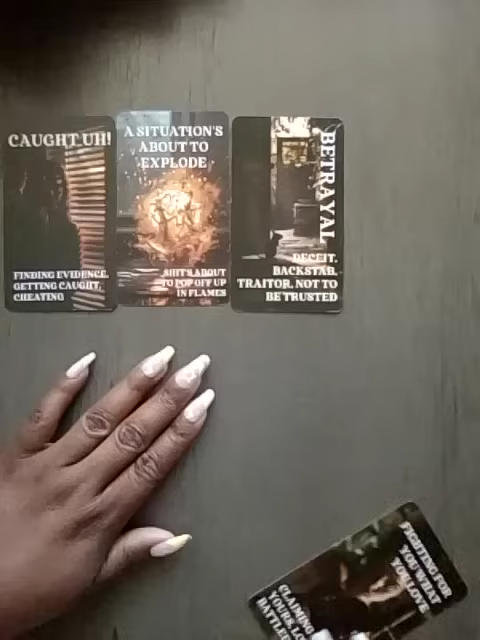 CAUGHT, UH!
FINDING EVIDENCE,
GETTING CAUGHT,
CHEATING
A SITUATION'S
ABOUT TO
EXPLODE
SHIT'S ABOUT
TO POP OFF UP
IN FLAMES
BETRAYAL
DECEIT,
BACKSTAB,
TRAITOR, NOT TO
BE TRUSTED
FIGHTING FOR
YOU WHAT
YOU LOVE
CLAIMING